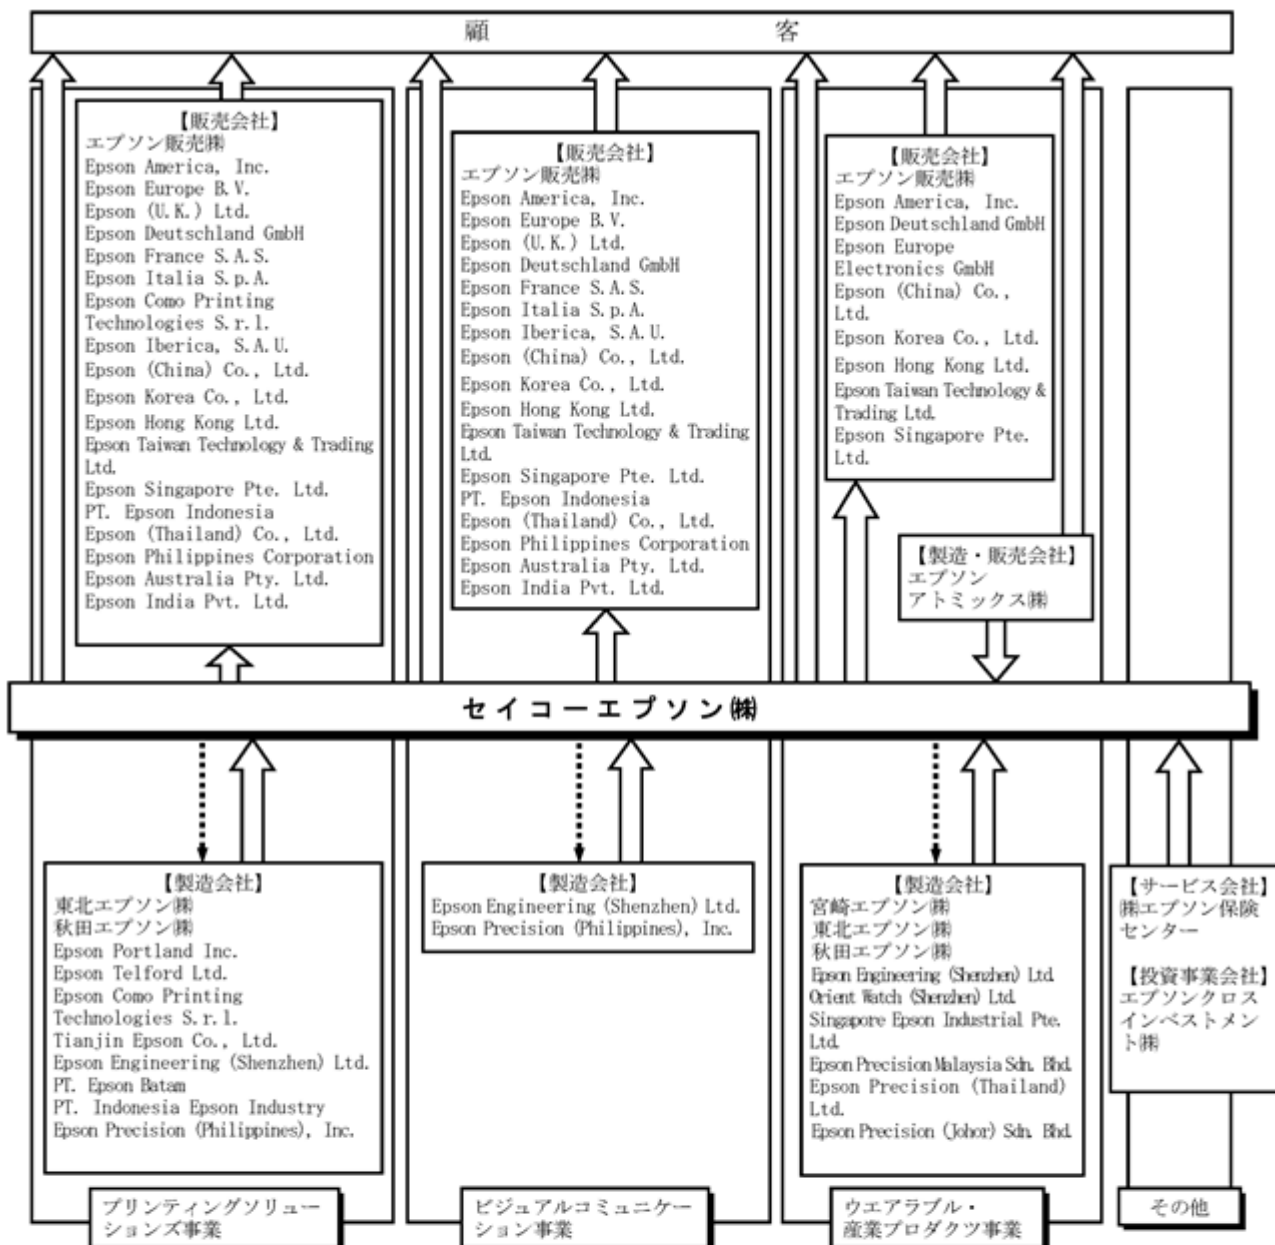 顧客
【販売会社】
エプソン販売㈱
Epson America, Inc.
Epson Europe B.V.
Epson (U.K.) Ltd.
Epson Deutschland GmbH
Epson France S.A.S.
Epson Italia S.p.A.
Epson Como Printing
Technologies S.r.l.
Epson Iberica, S.A.U.
Epson (China) Co., Ltd.
Epson Korea Co., Ltd.
Epson Hong Kong Ltd.
Epson Taiwan Technology & Trading
Ltd.
Epson Singapore Pte. Ltd.
PT. Epson Indonesia
Epson (Thailand) Co., Ltd.
Epson Philippines Corporation
Epson Australia Pty. Ltd.
Epson India Pvt. Ltd.
【販売会社】
エプソン販売㈱
Epson America, Inc.
Epson Europe B.V.
Epson (U.K.) Ltd.
Epson Deutschland GmbH
Epson France S.A.S.
Epson Italia S.p.A.
Epson Iberica, S.A.U.
Epson (China) Co., Ltd.
Epson Korea Co., Ltd.
Epson Hong Kong Ltd.
Epson Taiwan Technology & Trading
Ltd.
Epson Singapore Pte. Ltd.
PT. Epson Indonesia
Epson (Thailand) Co., Ltd.
Epson Philippines Corporation
Epson Australia Pty. Ltd.
Epson India Pvt. Ltd.
【販売会社】
エプソン販売㈱
Epson America, Inc.
Epson Deutschland GmbH
Epson Europe
Electronics GmbH
Epson (China) Co.,
Ltd.
Epson Korea Co., Ltd.
Epson Hong Kong Ltd.
Epson Taiwan Technology &
Trading Ltd.
Epson Singapore Pte.
Ltd.
【製造・販売会社】
エプソン
アトミックス㈱
セイコーエプソン㈱
【製造会社】
東北エプソン㈱
秋田エプソン㈱
Epson Portland Inc.
Epson Telford Ltd.
Epson Como Printing
Technologies S.r.l.
Tianjin Epson Co., Ltd.
Epson Engineering (Shenzhen) Ltd.
PT. Epson Batam
PT. Indonesia Epson Industry
Epson Precision (Philippines), Inc.
【製造会社】
Epson Engineering (Shenzhen) Ltd.
Epson Precision (Philippines), Inc.
【製造会社】
宮崎エプソン㈱
東北エプソン㈱
秋田エプソン㈱
Epson Engineering (Shenzhen) Ltd.
Orient Watch (Shenzhen) Ltd.
Singapore Epson Industrial Pte.
Ltd.
Epson Precision Malaysia Sdn. Bhd.
Epson Precision (Thailand)
Ltd.
Epson Precision (Johor) Sdn. Bhd.
【サービス会社】
㈱エプソン保険
センター
【投資事業会社】
エプソンクロス
インベストメン
ト㈱
プリンティングソリュー
ションズ事業
ビジュアルコミュニケー
ション事業
ウエアラブル・
産業プロダクツ事業
その他